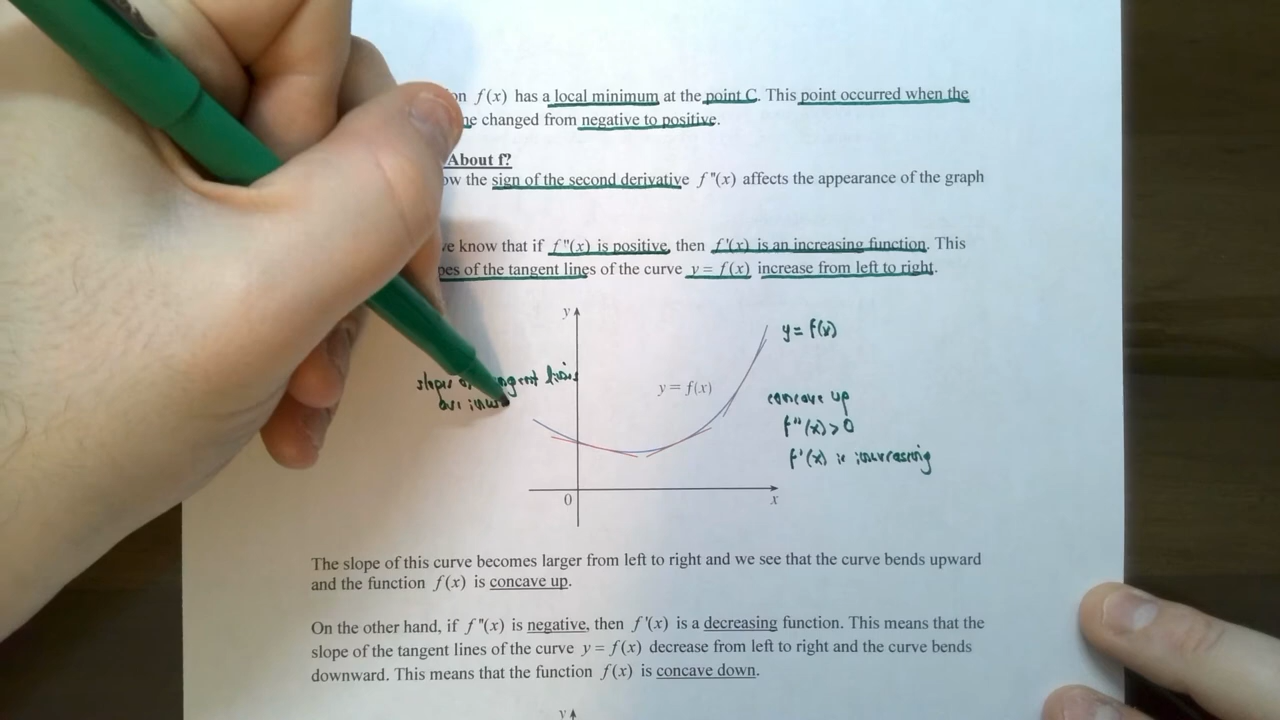 on f(x) has a local minimum at the point C. This point occurred when the
changed from negative to positive.
About f?
the sign of the second derivative f "(x) affects the appearance of the graph
know that if f "(x) is positive, then f '(x) is an increasing function. This
of the tangent lines of the curve y = f(x) increase from left to right.
y
y = f(x)
slopes
lines
are
y = f(x)
concave up
f"(x) > 0
f'(x) is increasing
0
x
The slope of this curve becomes larger from left to right and we see that the curve bends upward
and the function f(x) is concave up.
On the other hand, if f "(x) is negative, then f '(x) is a decreasing function. This means that the
slope of the tangent lines of the curve y = f(x) decrease from left to right and the curve bends
downward. This means that the function f(x) is concave down.
y